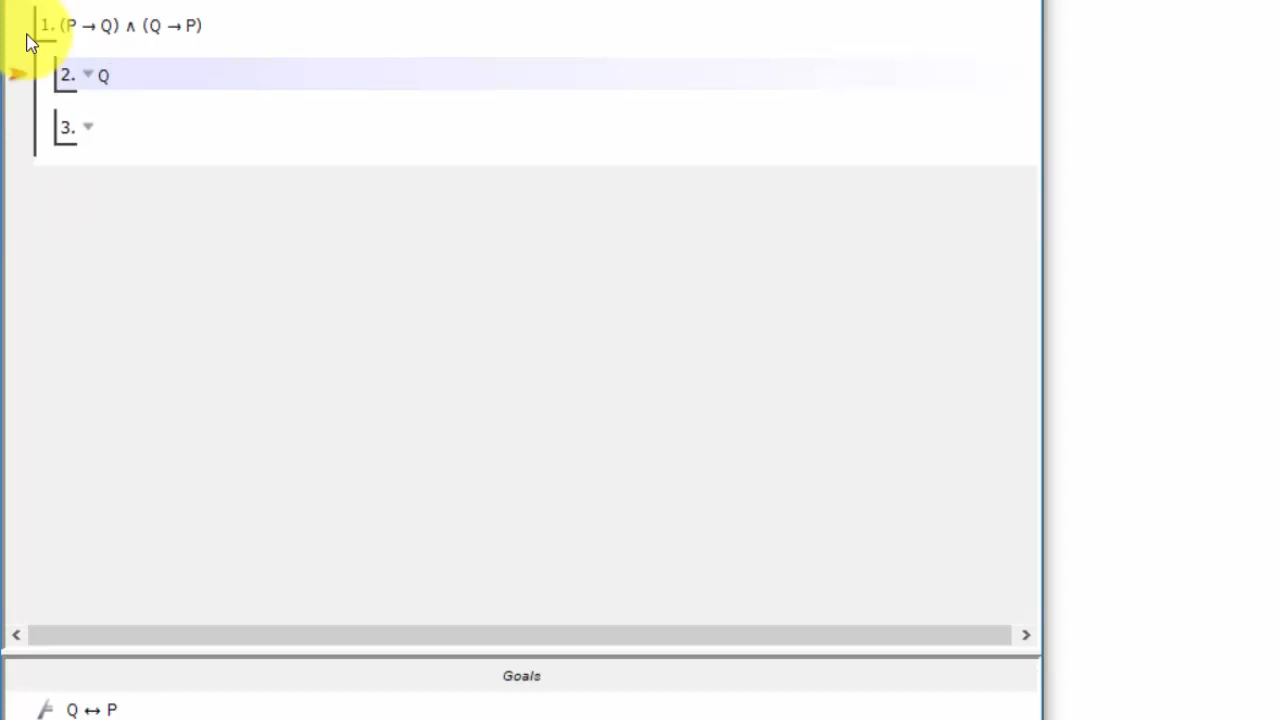 1. (P → Q) ∧ (Q → P)
2. Q
3.
Goals
Q ↔ P